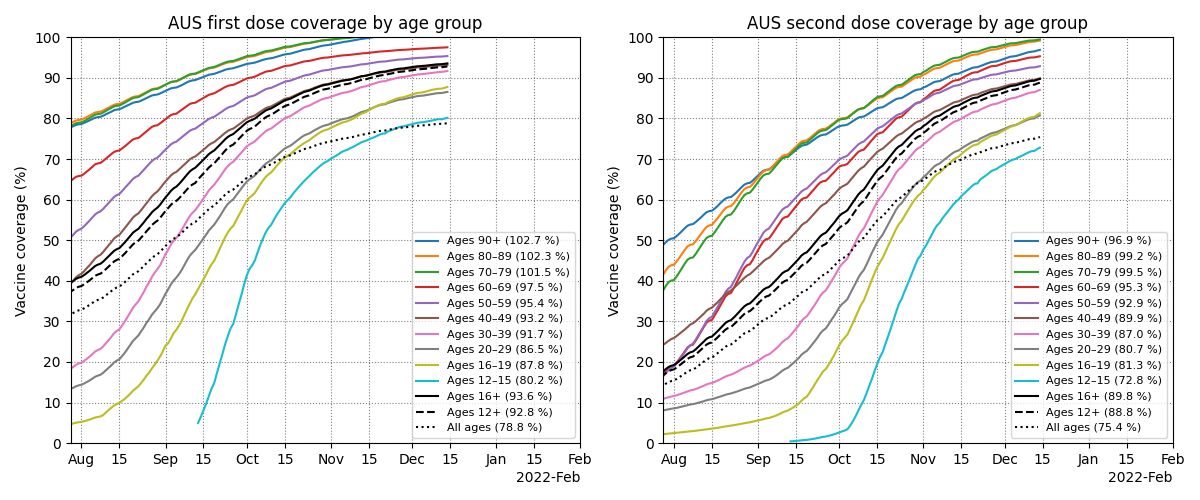 AUS first dose coverage by age group
Vaccine coverage (%)
100
90
80
70
60
50
40
30
20
10
0
Ages 90+ (102.7 %)
Ages 80–89 (102.3 %)
Ages 70–79 (101.5 %)
Ages 60–69 (97.5 %)
Ages 50–59 (95.4 %)
Ages 40–49 (93.2 %)
Ages 30–39 (91.7 %)
Ages 20–29 (86.5 %)
Ages 16–19 (87.8 %)
Ages 12–15 (80.2 %)
Ages 16+ (93.6 %)
Ages 12+ (92.8 %)
All ages (78.8 %)
Aug 15 Sep 15 Oct 15 Nov 15 Dec 15 Jan 15 Feb
2022-Feb
AUS second dose coverage by age group
Vaccine coverage (%)
100
90
80
70
60
50
40
30
20
10
0
Ages 90+ (96.9 %)
Ages 80–89 (99.2 %)
Ages 70–79 (99.5 %)
Ages 60–69 (95.3 %)
Ages 50–59 (92.9 %)
Ages 40–49 (89.9 %)
Ages 30–39 (87.0 %)
Ages 20–29 (80.7 %)
Ages 16–19 (81.3 %)
Ages 12–15 (72.8 %)
Ages 16+ (89.8 %)
Ages 12+ (88.8 %)
All ages (75.4 %)
Aug 15 Sep 15 Oct 15 Nov 15 Dec 15 Jan 15 Feb
2022-Feb